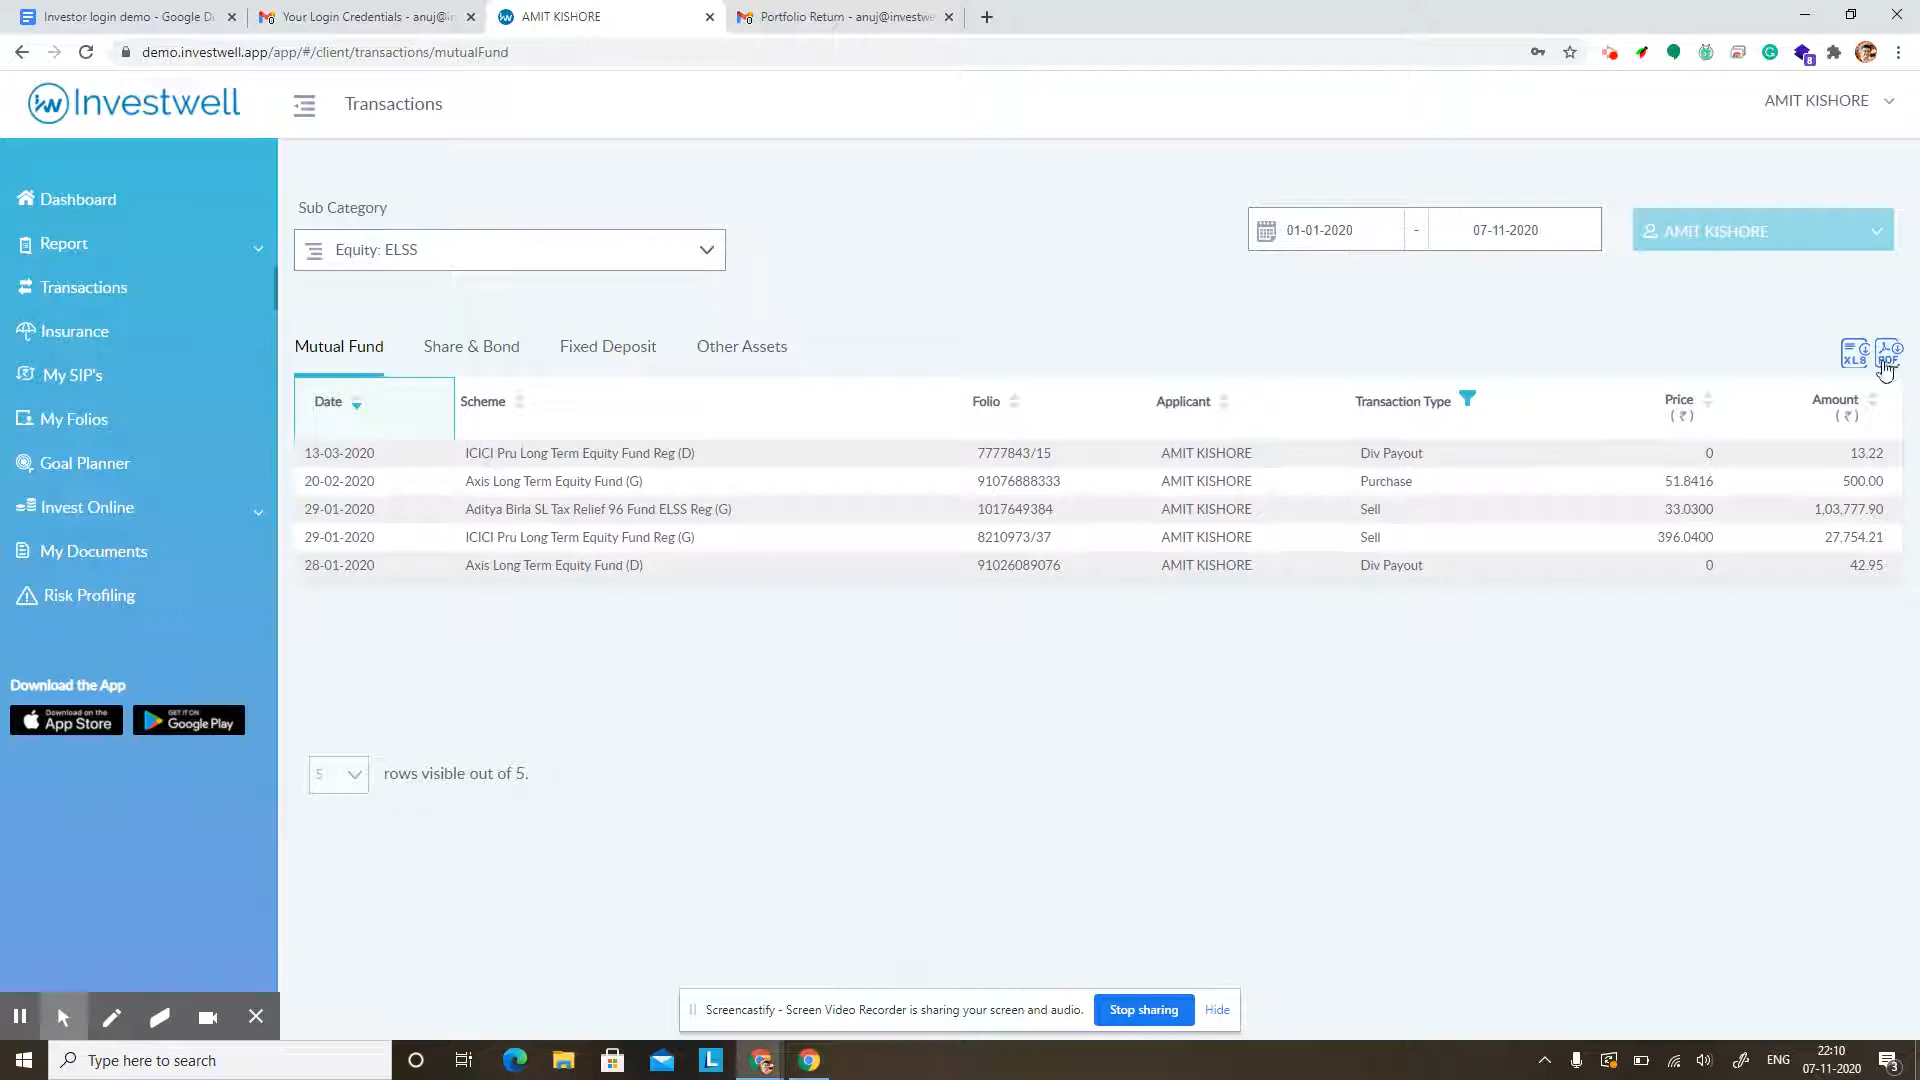 Investor login demo - Google D
Your Login Credentials - anuj@in
AMIT KISHORE
Portfolio Return - anuj@investwe
demo.investwell.app/app/#/client/transactions/mutualFund
8
Investwell
Transactions
AMIT KISHORE
Dashboard
Report
Transactions
Insurance
My SIP's
My Folios
Goal Planner
Invest Online
My Documents
Risk Profiling
Download the App
Download on the
App Store
GET IT ON
Google Play
Sub Category
Equity: ELSS
01-01-2020 - 07-11-2020
AMIT KISHORE
Mutual Fund Share & Bond Fixed Deposit Other Assets
XLS PDF
Date Scheme Folio Applicant Transaction Type Price Amount
( ₹ ) ( ₹ )
13-03-2020 ICICI Pru Long Term Equity Fund Reg (D) 7777843/15 AMIT KISHORE Div Payout 0 13.22
20-02-2020 Axis Long Term Equity Fund (G) 91076888333 AMIT KISHORE Purchase 51.8416 500.00
29-01-2020 Aditya Birla SL Tax Relief 96 Fund ELSS Reg (G) 1017649384 AMIT KISHORE Sell 33.0300 1,03,777.90
29-01-2020 ICICI Pru Long Term Equity Fund Reg (G) 8210973/37 AMIT KISHORE Sell 396.0400 27,754.21
28-01-2020 Axis Long Term Equity Fund (D) 91026089076 AMIT KISHORE Div Payout 0 42.95
5 rows visible out of 5.
Screencastify - Screen Video Recorder is sharing your screen and audio. Stop sharing Hide
Type here to search
L
ENG
22:10
07-11-2020
3